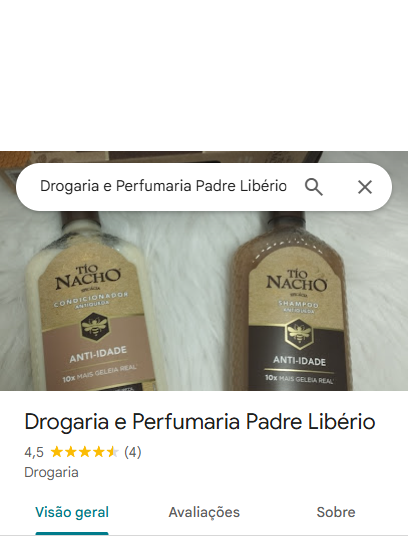 Drogaria e Perfumaria Padre Libério
TÍO
NACHO
CONDICIONADOR
ANTIQUEDA
ANTI-IDADE
10x MAIS GELEIA REAL
TÍO
NACHO
SHAMPOO
ANTIQUEDA
ANTI-IDADE
10x MAIS GELEIA REAL
Drogaria e Perfumaria Padre Libério
4,5 (4)
Drogaria
Visão geral Avaliações Sobre